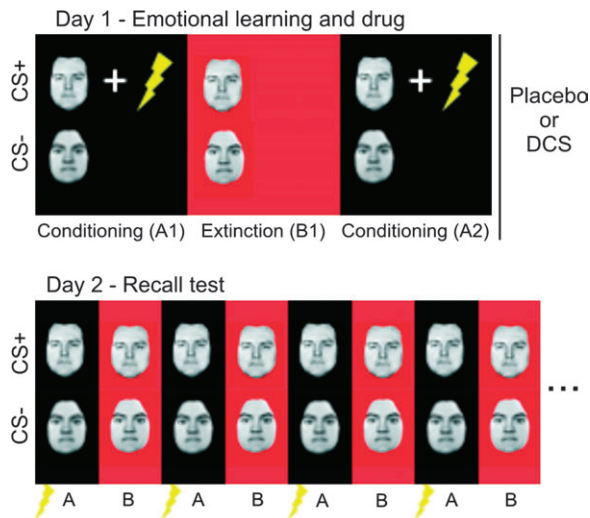 Day 1 - Emotional learning and drug
CS+
+
+
CS-
Placebo
or
DCS
Conditioning (A1)
Extinction (B1)
Conditioning (A2)
Day 2 - Recall test
CS+
CS-
...
A
B
A
B
A
B
A
B